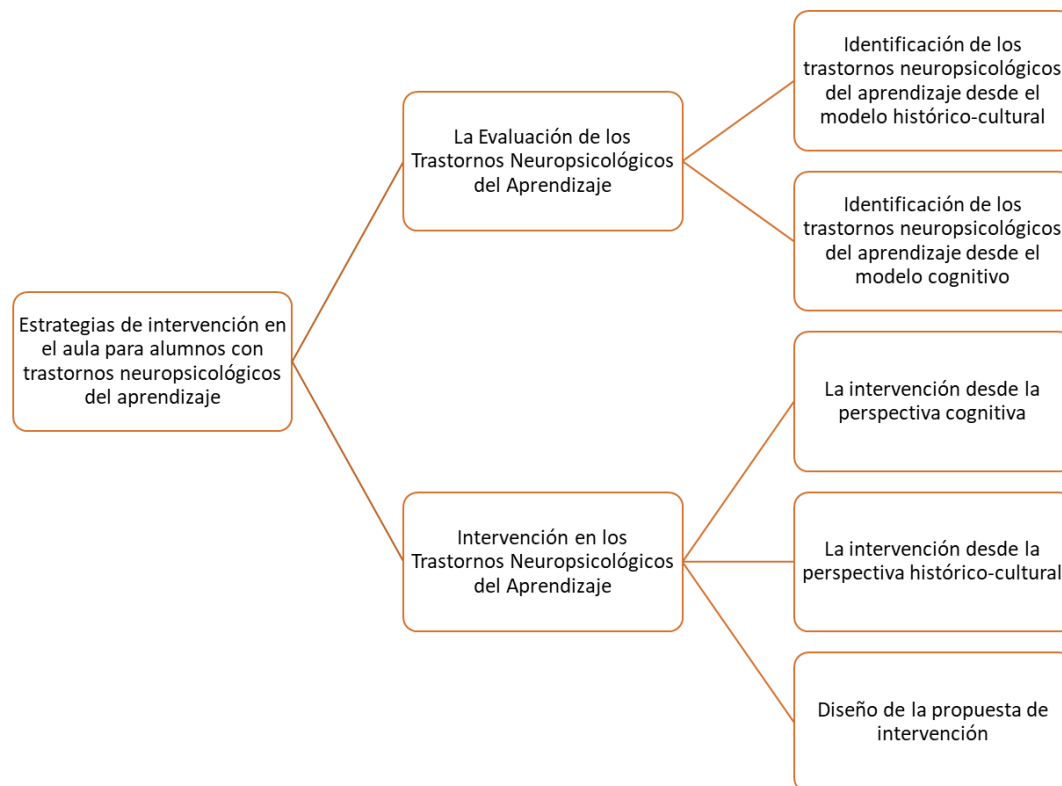 Estrategias de intervención en
el aula para alumnos con
trastornos neuropsicológicos
del aprendizaje
La Evaluación de los
Trastornos Neuropsicológicos
del Aprendizaje
Identificación de los
trastornos neuropsicológicos
del aprendizaje desde el
modelo histórico-cultural
Identificación de los
trastornos neuropsicológicos
del aprendizaje desde el
modelo cognitivo
Intervención en los
Trastornos Neuropsicológicos
del Aprendizaje
La intervención desde la
perspectiva cognitiva
La intervención desde la
perspectiva histórico-cultural
Diseño de la propuesta de
intervención